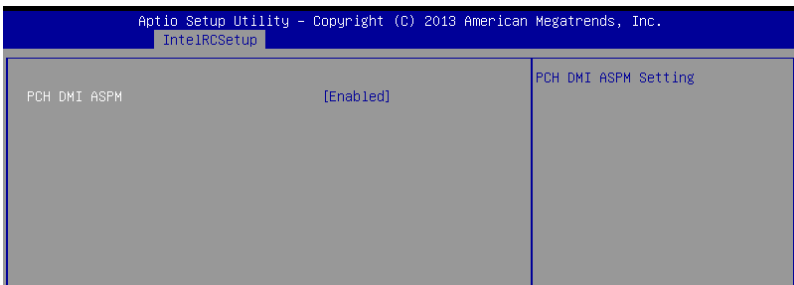 Aptio Setup Utility – Copyright (C) 2013 American Megatrends, Inc.
IntelRCSetup
PCH DMI ASPM [Enabled]
PCH DMI ASPM Setting